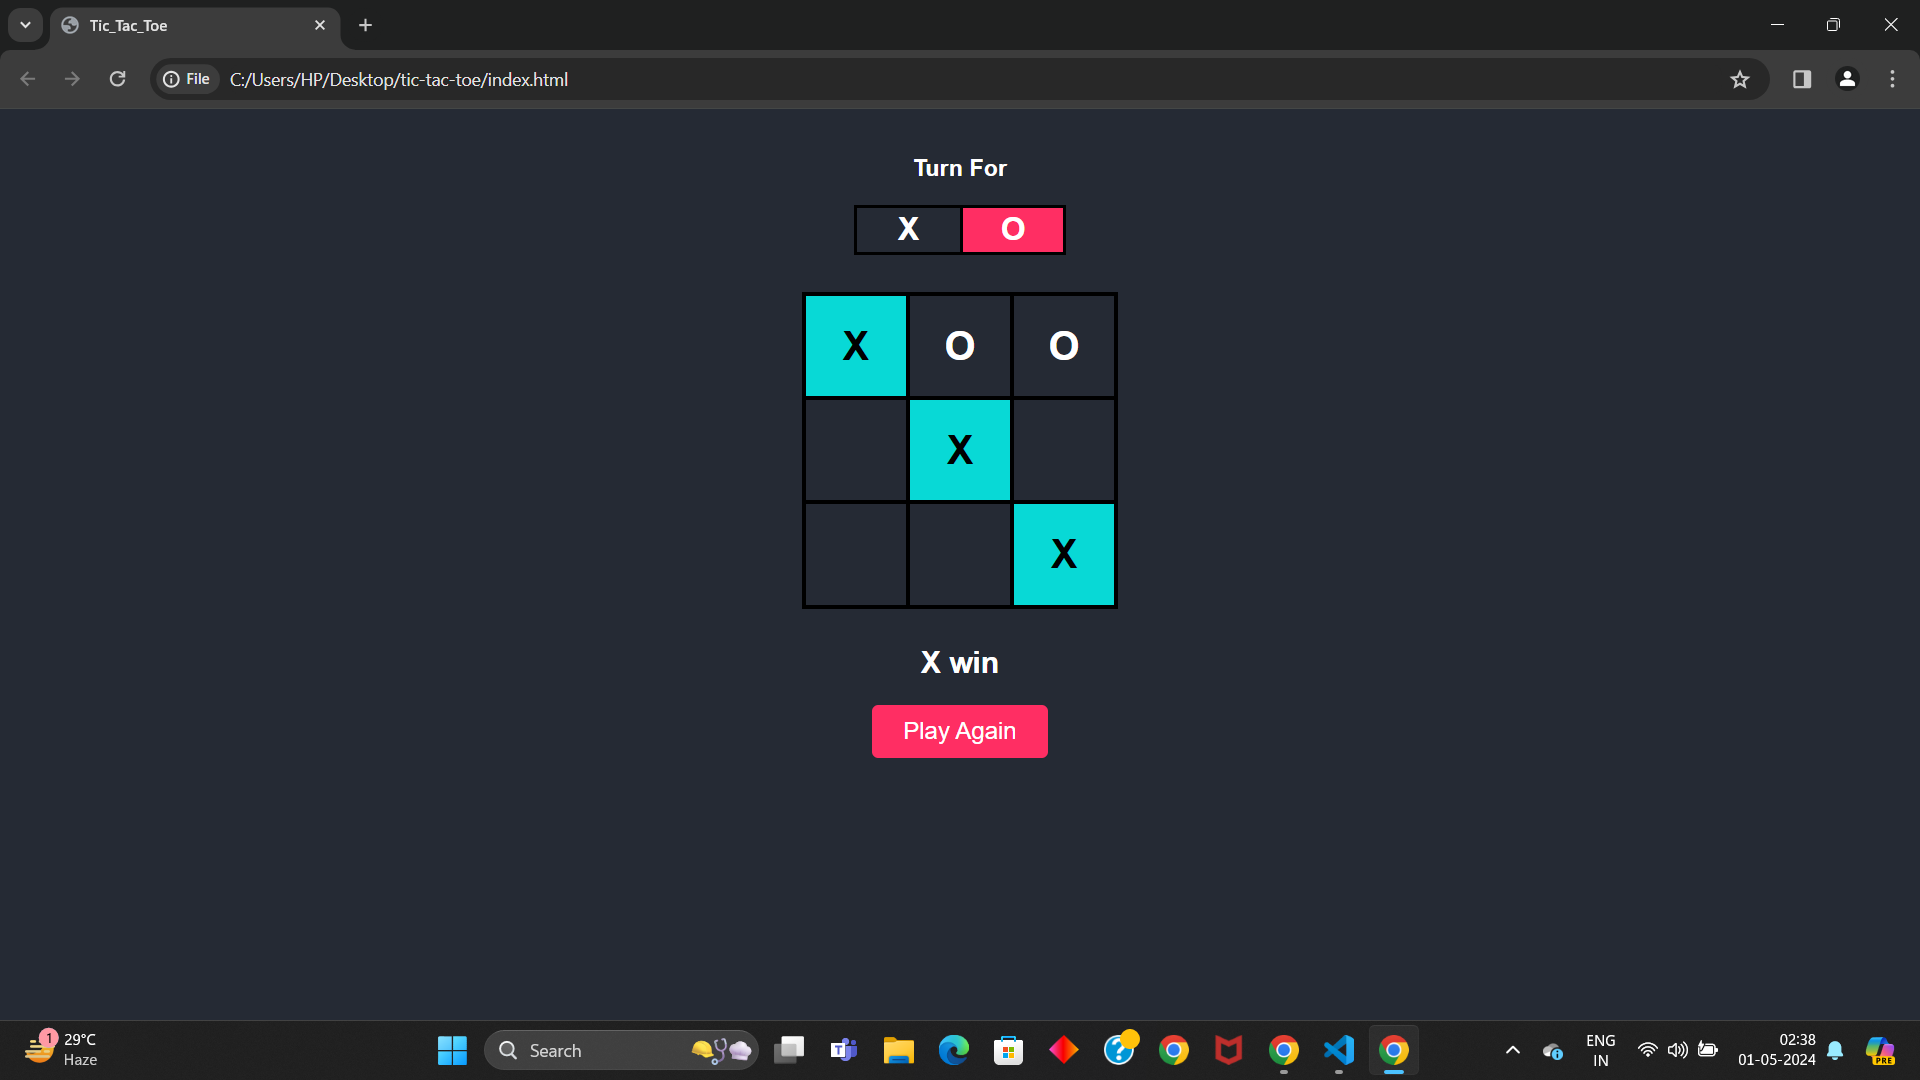 Tic_Tac_Toe
File C:/Users/HP/Desktop/tic-tac-toe/index.html
Turn For
X O
X O O
X
X
X win
Play Again
1 29°C
Haze
Search
T
?
ENG
IN
02:38
01-05-2024
PRE